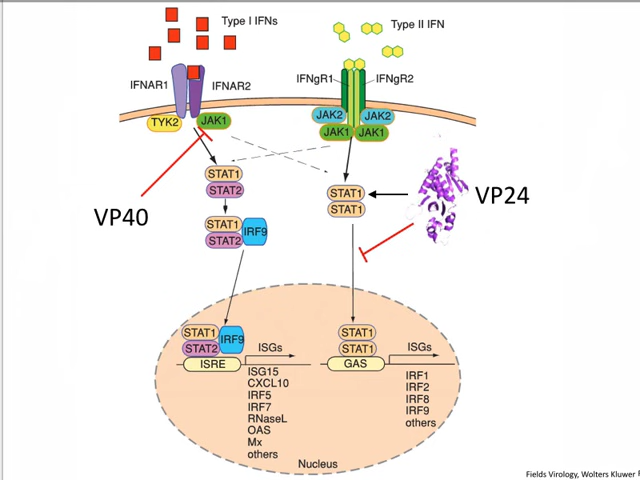 Type I IFNs
Type II IFN
IFNAR1
IFNAR2
IFNgR1
IFNgR2
TYK2
JAK1
JAK2
JAK2
JAK1
JAK1
STAT1
STAT2
STAT1
STAT1
VP40
VP24
STAT1
STAT2
IRF9
STAT1
STAT2
IRF9
ISRE
ISGs
STAT1
STAT1
GAS
ISGs
ISG15
CXCL10
IRF5
IRF7
RNaseL
OAS
Mx
others
IRF1
IRF2
IRF8
IRF9
others
Nucleus
Fields Virology, Wolters Kluwer